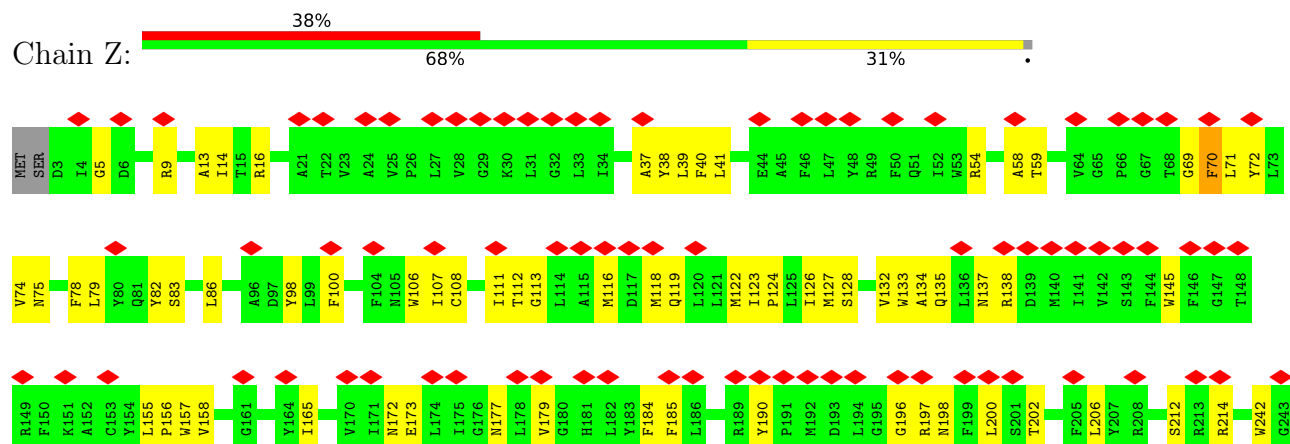 38%
Chain Z:
68% 31% •
MET SER D3 I4 G5 D6 R9 A13 I14 T15 R16 A21 T22 V23 A24 V25 P26 L27 V28 G29 K30 L31 G32 L33 I34 A37 Y38 L39 F40 L41 E44 A45 F46 L47 Y48 R49 F50 Q51 I52 W53 R54 A58 T59 V64 G65 P66 G67 T68 G69 F70 L71 Y72 L73
V74 N75 F78 L79 Y80 Q81 Y82 S83 L86 A96 D97 Y98 L99 F100 F104 N105 W106 I107 C108 I111 T112 G113 L114 A115 M116 D117 M118 Q119 L120 L121 M122 I123 P124 L125 I126 M127 S128 V132 W133 A134 Q135 L136 N137 R138 D139 M140 I141 V142 S143 F144 W145 F146 G147 T148
R149 F150 K151 A152 C153 Y154 L155 P156 W157 V158 G161 Y164 I165 V170 I171 N172 E173 L174 I175 G176 N177 L178 V179 G180 H181 L182 Y183 F184 F185 L186 R189 Y190 P191 M192 D193 L194 G195 G196 R197 N198 F199 L200 S201 T202 F205 L206 Y207 R208 S212 R213 R214 W242 G243